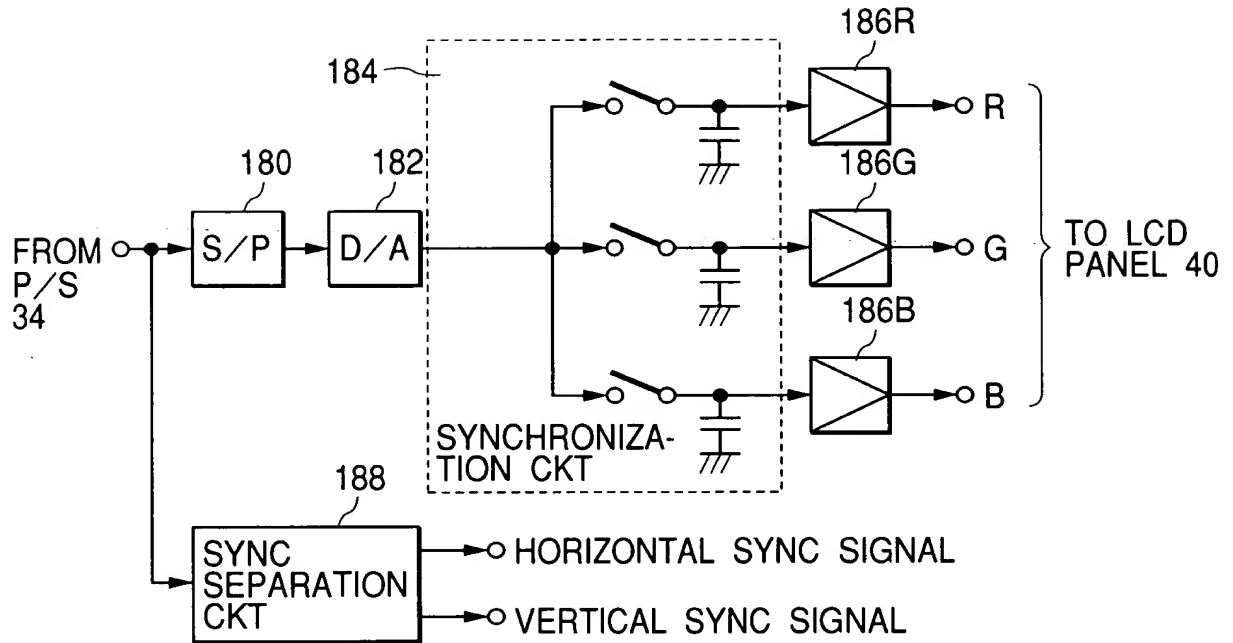 186R
184
R
180
182
186G
FROM
P/S
34
S/P
D/A
G
TO LCD
PANEL 40
186B
B
SYNCHRONIZA-
TION CKT
188
SYNC
SEPARATION
CKT
HORIZONTAL SYNC SIGNAL
VERTICAL SYNC SIGNAL